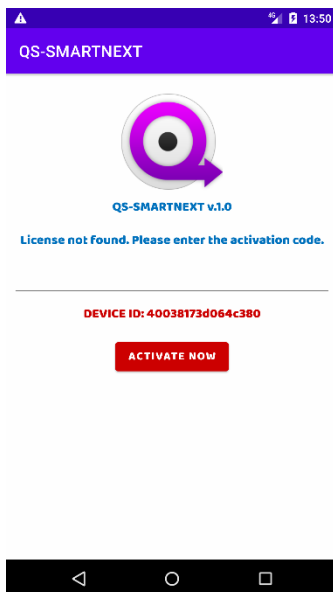 4G 13:50
QS-SMARTNEXT
QS-SMARTNEXT v.1.0
License not found. Please enter the activation code.
DEVICE ID: 40038173d064c380
ACTIVATE NOW